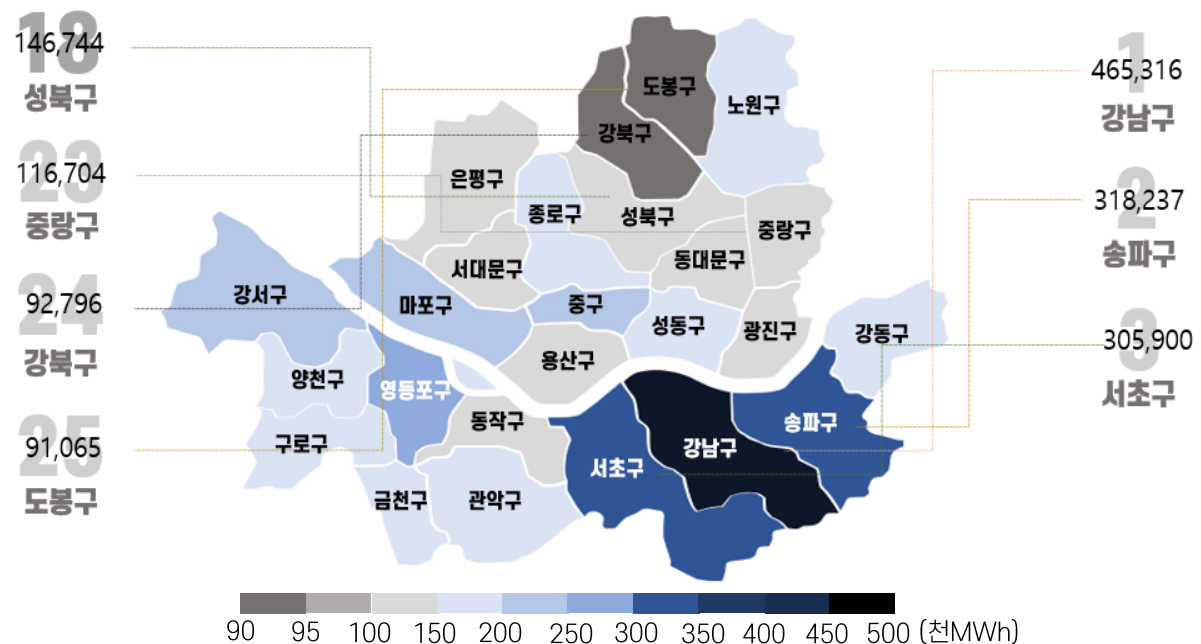 18
146,744
성북구
23
116,704
중랑구
24
92,796
강북구
25
91,065
도봉구
1
465,316
강남구
2
318,237
송파구
3
305,900
서초구
도봉구
노원구
강북구
은평구
종로구
성북구
중랑구
동대문구
서대문구
강서구
마포구
중구
성동구
광진구
강동구
용산구
양천구
영등포구
동작구
송파구
구로구
강남구
서초구
금천구
관악구
90 95 100 150 200 250 300 350 400 450 500 (천MWh)